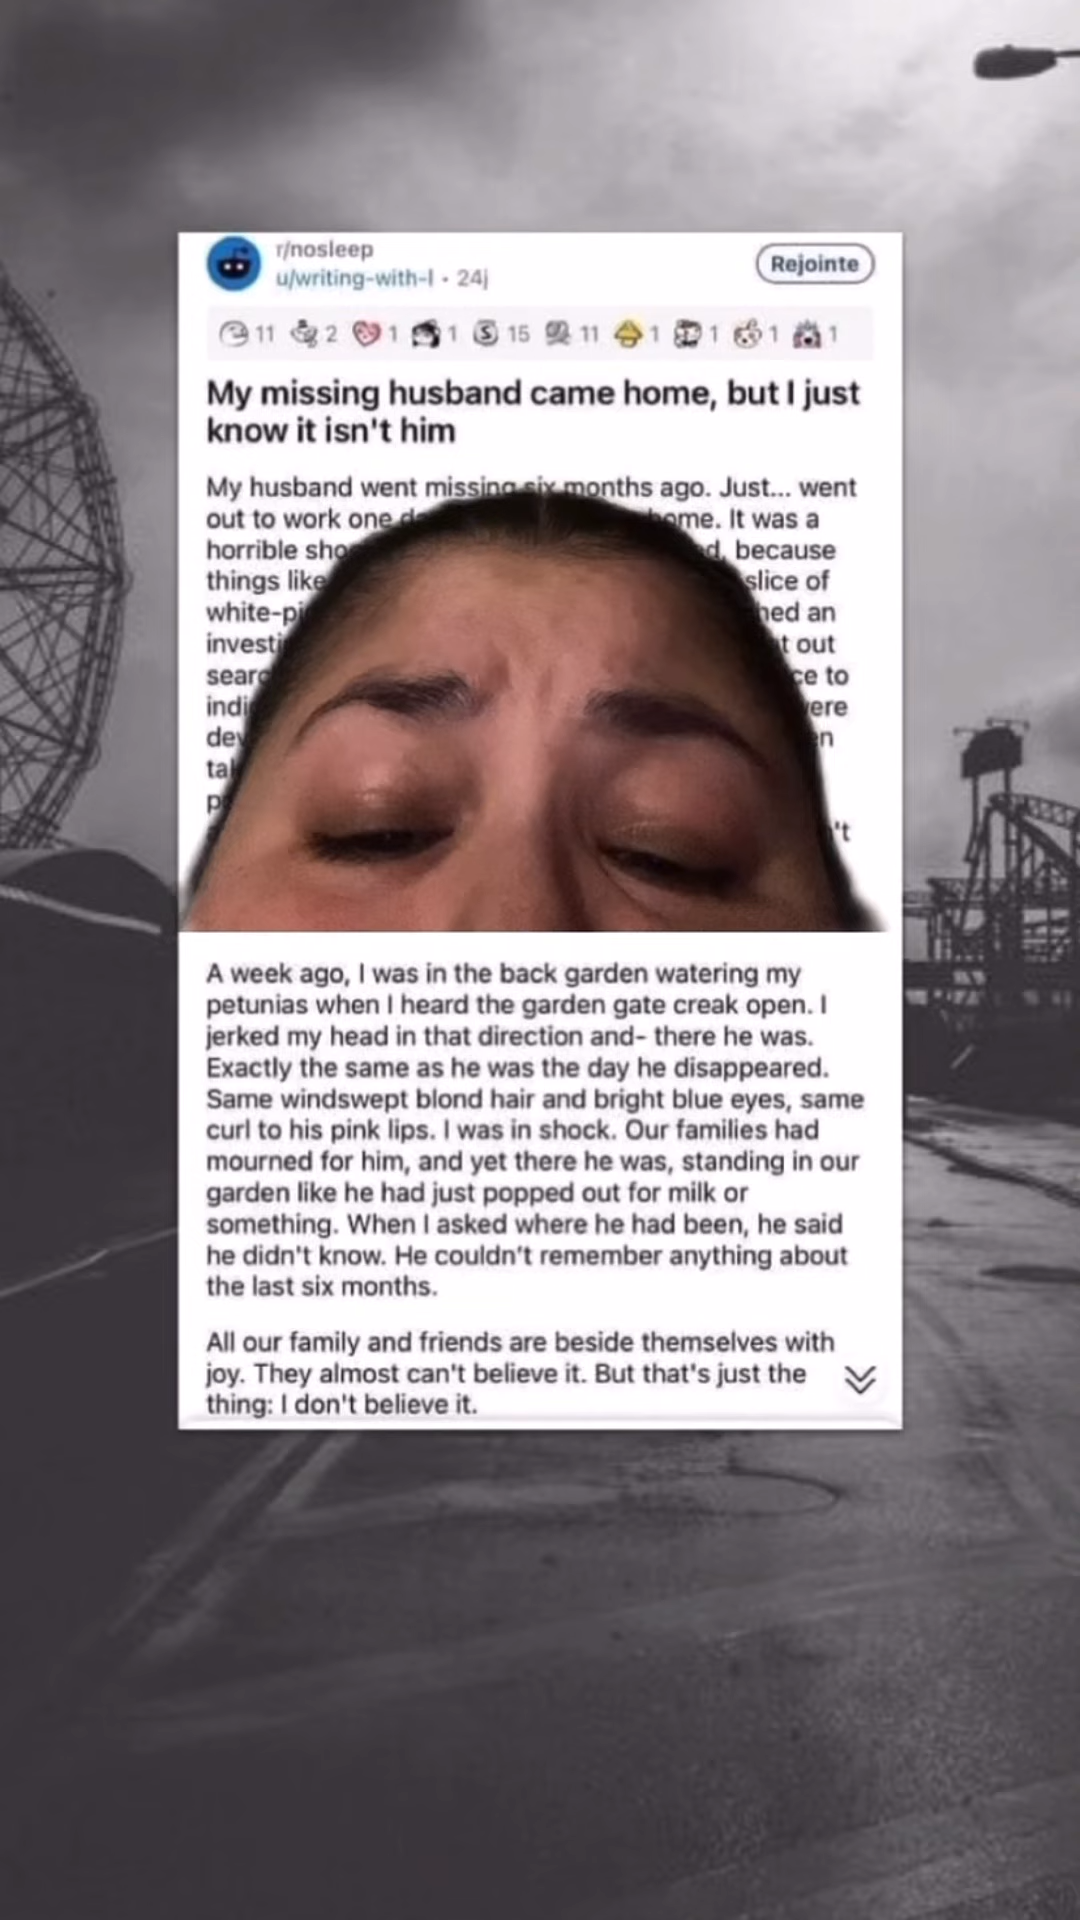 r/nosleep
u/writing-with-l · 24j
Rejointe
11 2 1 1 15 11 1 1 1 1
My missing husband came home, but I just
know it isn't him
My husband went missing six months ago. Just... went
out to work one home. It was a
horrible because
things like slice of
an
out
to
A week ago, I was in the back garden watering my
petunias when I heard the garden gate creak open. I
jerked my head in that direction and- there he was.
Exactly the same as he was the day he disappeared.
Same windswept blond hair and bright blue eyes, same
curl to his pink lips. I was in shock. Our families had
mourned for him, and yet there he was, standing in our
garden like he had just popped out for milk or
something. When I asked where he had been, he said
he didn't know. He couldn't remember anything about
the last six months.
All our family and friends are beside themselves with
joy. They almost can't believe it. But that's just the
thing: I don't believe it.